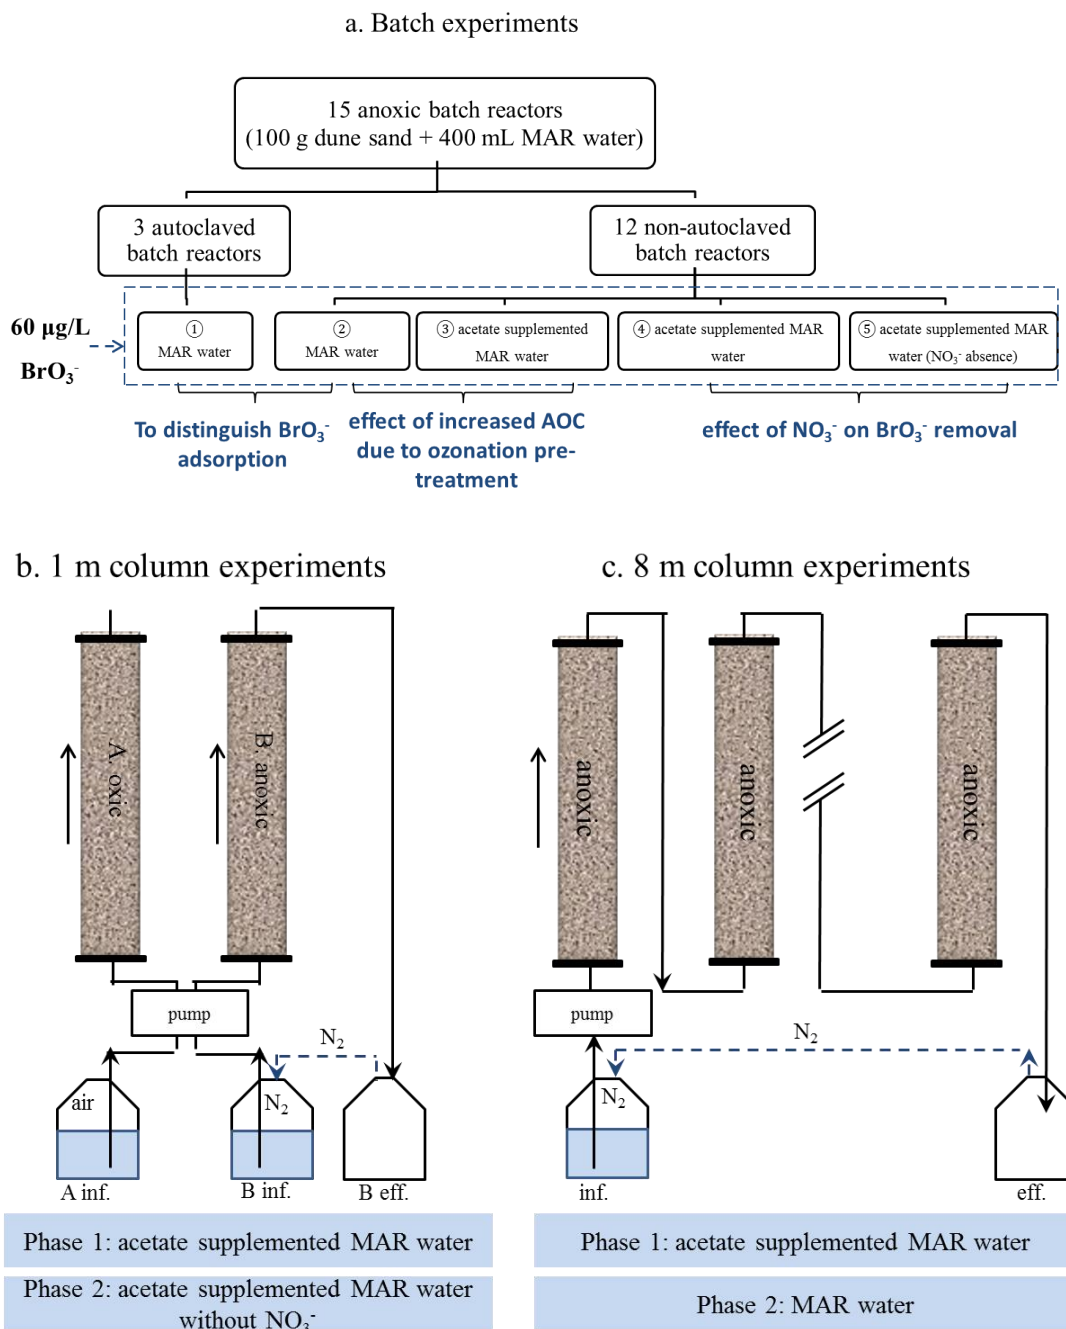 a. Batch experiments
15 anoxic batch reactors
(100 g dune sand + 400 mL MAR water)
3 autoclaved
batch reactors
12 non-autoclaved
batch reactors
60 µg/L
BrO₃⁻
①
MAR water
②
MAR water
③ acetate supplemented
MAR water
④ acetate supplemented MAR
water
⑤ acetate supplemented MAR
water (NO₃⁻ absence)
To distinguish BrO₃⁻
adsorption
effect of increased AOC
due to ozonation pre-
treatment
effect of NO₃⁻ on BrO₃⁻ removal
b. 1 m column experiments
A. oxic
B. anoxic
pump
N₂
air
N₂
A inf.
B inf.
B eff.
Phase 1: acetate supplemented MAR water
Phase 2: acetate supplemented MAR water
without NO₃⁻
c. 8 m column experiments
anoxic
anoxic
anoxic
pump
N₂
N₂
inf.
eff.
Phase 1: acetate supplemented MAR water
Phase 2: MAR water